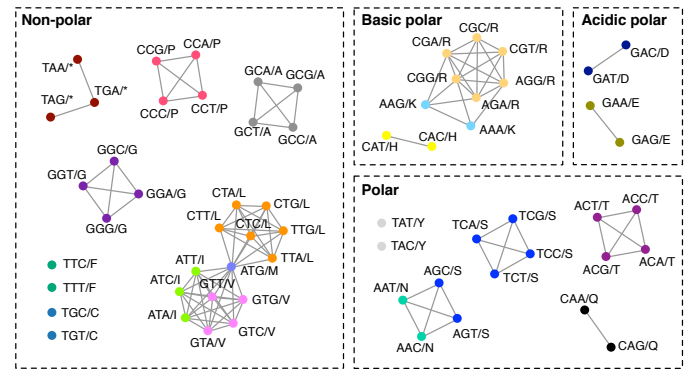 Non-polar
CCG/P
CCA/P
CCC/P
CCT/P
TAA/*
TGA/*
TAG/*
GCA/A
GCG/A
GCT/A
GCC/A
GGC/G
GGT/G
GGA/G
GGG/G
CTA/L
CTG/L
CTT/L
CTC/L
TTG/L
TTA/L
ATT/I
ATG/M
ATC/I
GTT/V
GTG/V
ATA/I
GTC/V
GTA/V
TTC/F
TTT/F
TGC/C
TGT/C
Basic polar
CGC/R
CGA/R
CGT/R
CGG/R
AGG/R
AAG/K
AGA/R
AAA/K
CAT/H
CAC/H
Acidic polar
GAC/D
GAT/D
GAA/E
GAG/E
Polar
TAT/Y
TAC/Y
TCA/S
TCG/S
TCC/S
TCT/S
ACT/T
ACC/T
ACG/T
ACA/T
AGC/S
AAT/N
AGT/S
AAC/N
CAA/Q
CAG/Q